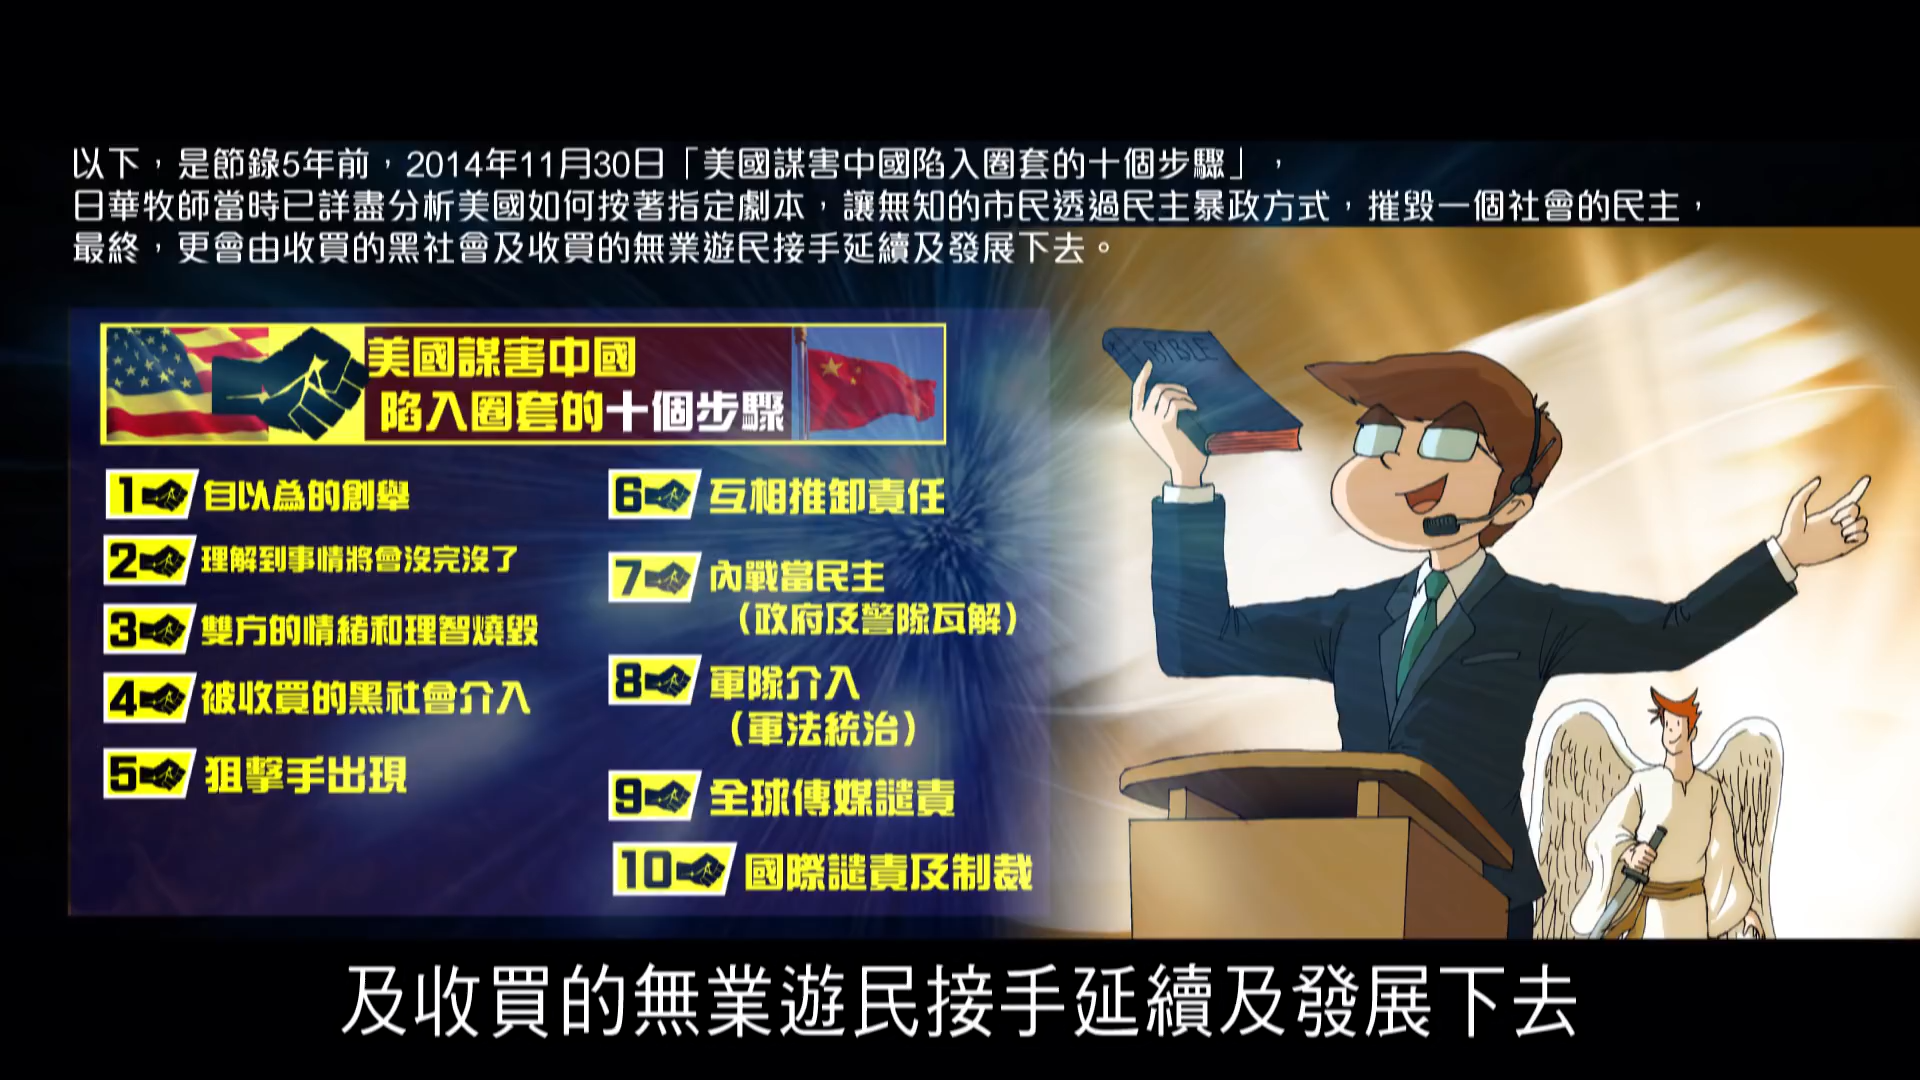 以下，是節錄5年前，2014年11月30日「美國謀害中國陷入圈套的十個步驟」，
日華牧師當時已詳盡分析美國如何按著指定劇本，讓無知的市民透過民主暴政方式，摧毀一個社會的民主，
最終，更會由收買的黑社會及收買的無業遊民接手延續及發展下去。
美國謀害中國
陷入圈套的十個步驟
1 自以為的創舉
2 理解到事情將會沒完沒了
3 雙方的情緒和理智燒毀
4 被收買的黑社會介入
5 狙擊手出現
6 互相推卸責任
7 內戰當民主
（政府及警隊瓦解）
8 軍隊介入
（軍法統治）
9 全球傳媒譴責
10 國際譴責及制裁
BIBLE
及收買的無業遊民接手延續及發展下去